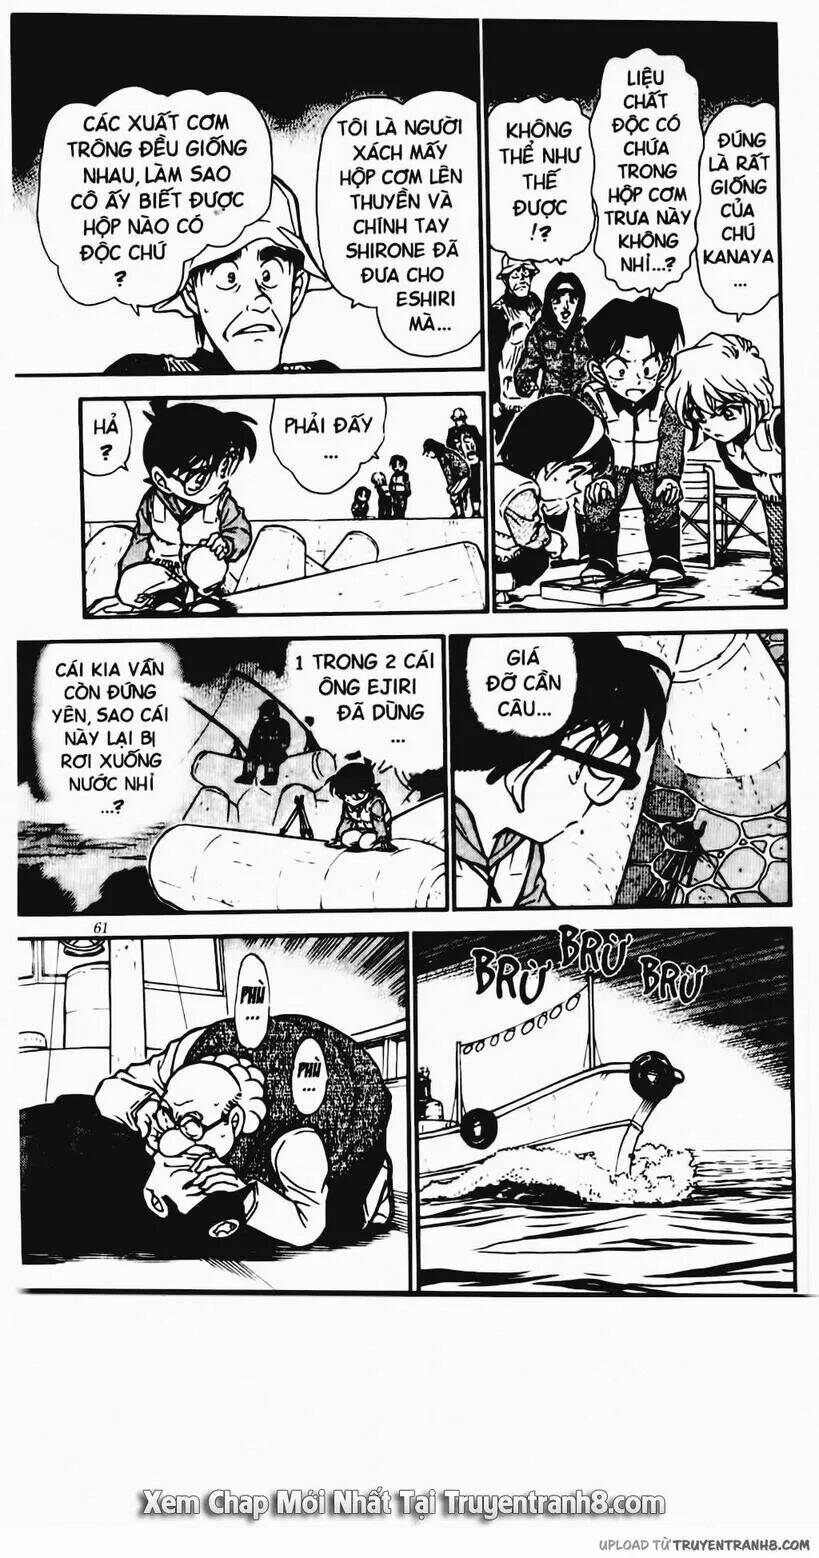 ĐÚNG
LÀ RẤT
GIỐNG
CỦA
CHÚ
KANAYA
...
LIỆU
CHẤT
ĐỘC CÓ
CHỨA
TRONG
HỘP CƠM
TRƯA NÀY
KHÔNG
NHỈ...?
KHÔNG
THỂ NHƯ
THẾ
ĐƯỢC
!?
TÔI LÀ NGƯỜI
XÁCH MẤY
HỘP CƠM LÊN
THUYỀN VÀ
CHÍNH TAY
SHIRONE ĐÃ
ĐƯA CHO
ESHIRI
MÀ...
CÁC XUẤT CƠM
TRÔNG ĐỀU GIỐNG
NHAU, LÀM SAO
CÔ ẤY BIẾT ĐƯỢC
HỘP NÀO CÓ
ĐỘC CHỨ
?
PHẢI ĐẤY
...
HẢ
?
GIÁ
ĐỠ CẦN
CÂU...
1 TRONG 2 CÁI
ÔNG EJIRI
ĐÃ DÙNG
...
CÁI KIA VẪN
CÒN ĐỨNG
YÊN, SAO CÁI
NÀY LẠI BỊ
RƠI XUỐNG
NƯỚC NHỈ
...?
61
BRỪ BRỪ BRỪ
PHÙ
...
PHÙ
...
Xem Chap Mới Nhất Tại Truyentranh8.com
UPLOAD TỪ TRUYENTRANH8.COM